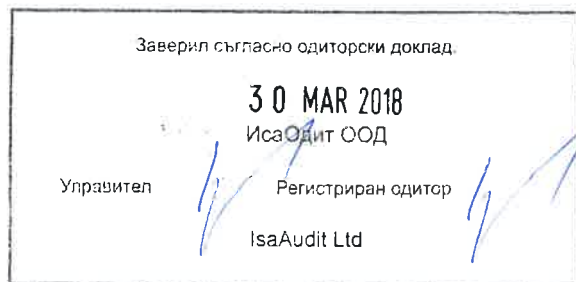 Заверил съгласно одиторски доклад.
30 MAR 2018
ИсаОдит ООД
Управител Регистриран одитор
IsaAudit Ltd